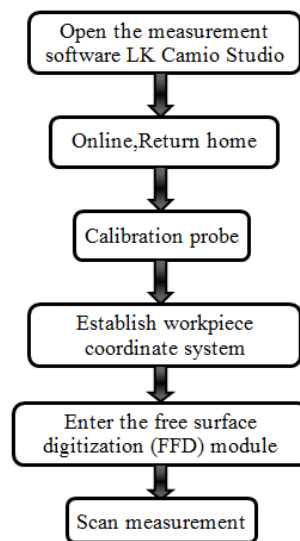 Open the measurement
software LK Camio Studio
Online,Return home
Calibration probe
Establish workpiece
coordinate system
Enter the free surface
digitization (FFD) module
Scan measurement